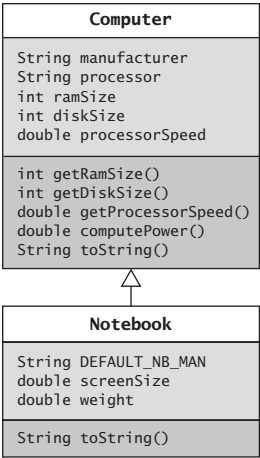 Computer
String manufacturer
String processor
int ramSize
int diskSize
double processorSpeed
int getRamSize()
int getDiskSize()
double getProcessorSpeed()
double computePower()
String toString()
Notebook
String DEFAULT_NB_MAN
double screenSize
double weight
String toString()